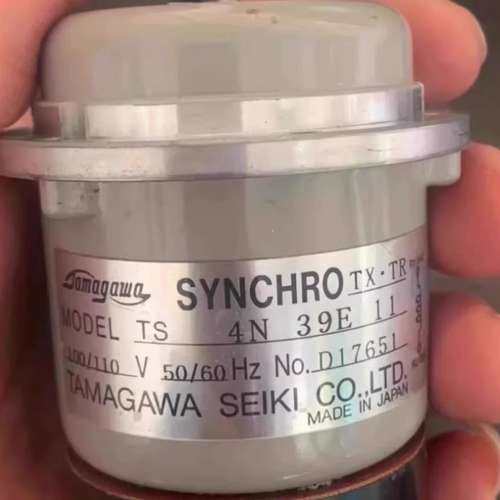 Tamagawa SYNCHRO TX-TR
MODEL TS 4N 39E 11
100/110 V 50/60 Hz No. D17651
TAMAGAWA SEIKI CO.,LTD.
MADE IN JAPAN